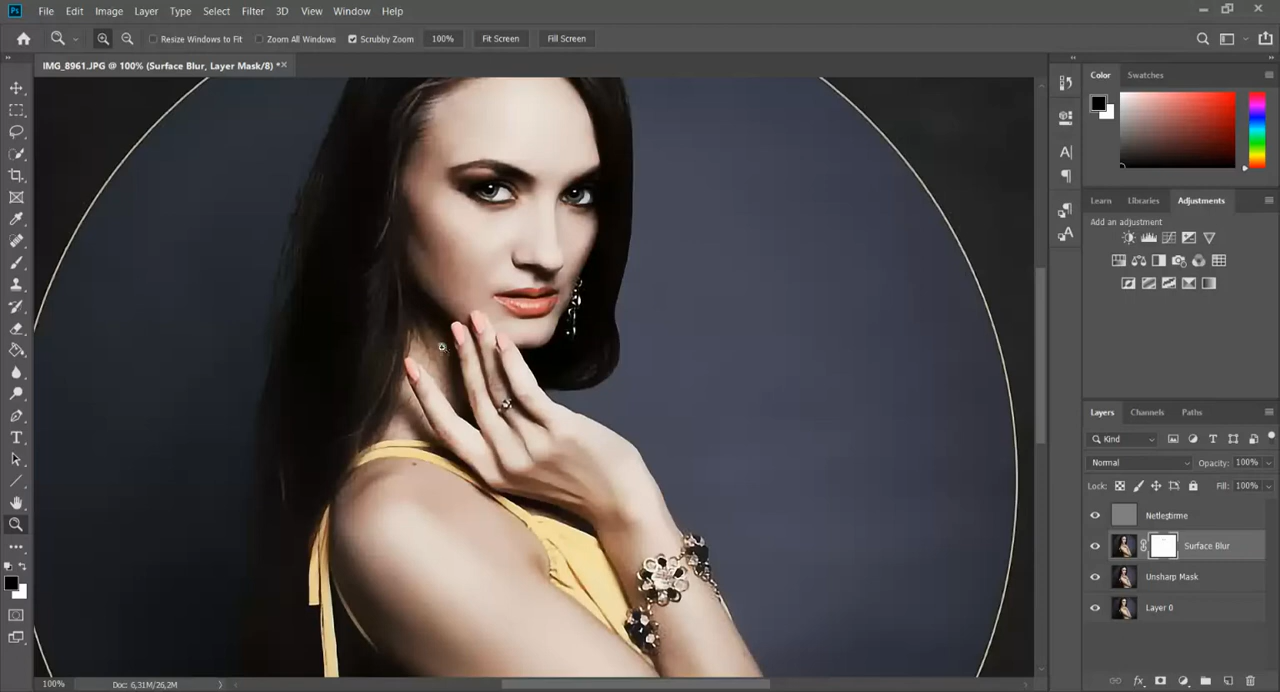 Ps File Edit Image Layer Type Select Filter 3D View Window Help
Resize Windows to Fit Zoom All Windows Scrubby Zoom 100% Fit Screen Fill Screen
IMG_8961.JPG @ 100% (Surface Blur, Layer Mask/8) *
Color Swatches
Learn Libraries Adjustments
Add an adjustment
Layers Channels Paths
Kind
Normal Opacity: 100%
Lock: Fill: 100%
Netleştirme
Surface Blur
Unsharp Mask
Layer 0
100% Doc: 6,31M/26,2M
fx